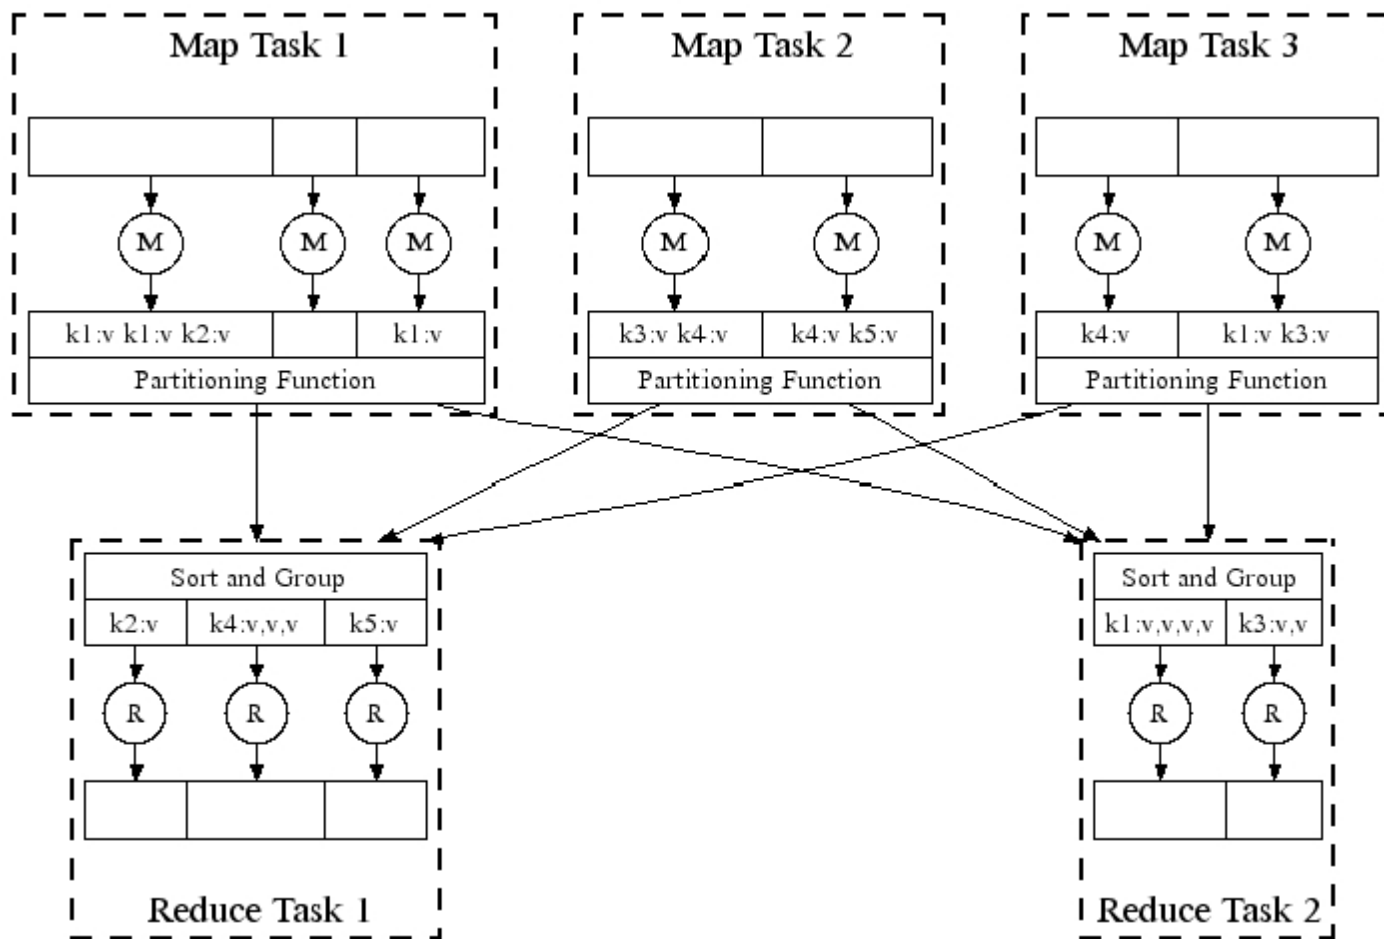 Map Task 1
Map Task 2
Map Task 3
M
M
M
M
M
M
M
k1:v k1:v k2:v
k1:v
k3:v k4:v
k4:v k5:v
k4:v
k1:v k3:v
Partitioning Function
Partitioning Function
Partitioning Function
Sort and Group
Sort and Group
k2:v
k4:v,v,v
k5:v
k1:v,v,v,v
k3:v,v
R
R
R
R
R
Reduce Task 1
Reduce Task 2